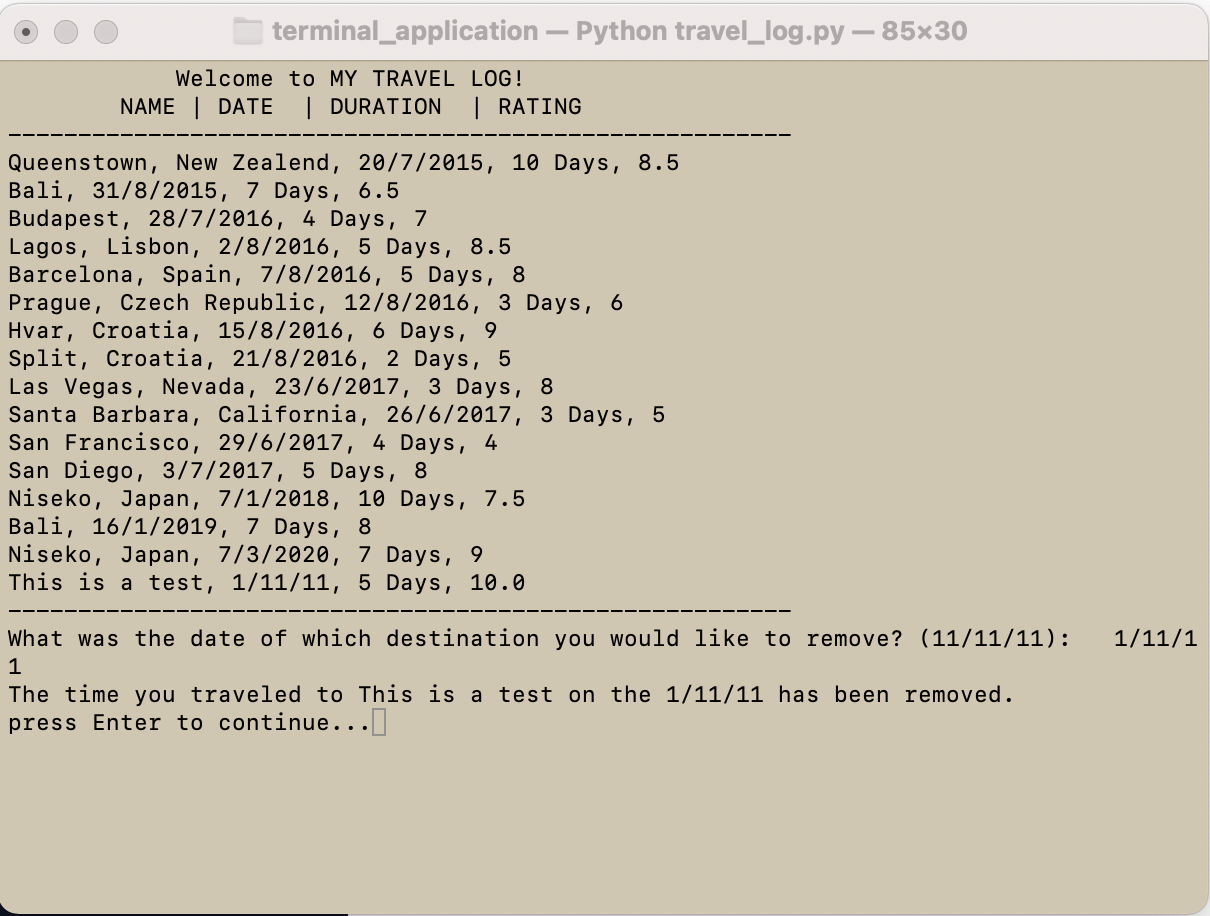 terminal_application — Python travel_log.py — 85×30
Welcome to MY TRAVEL LOG!
NAME | DATE  | DURATION  | RATING
--------------------------------------------------------
Queenstown, New Zealend, 20/7/2015, 10 Days, 8.5
Bali, 31/8/2015, 7 Days, 6.5
Budapest, 28/7/2016, 4 Days, 7
Lagos, Lisbon, 2/8/2016, 5 Days, 8.5
Barcelona, Spain, 7/8/2016, 5 Days, 8
Prague, Czech Republic, 12/8/2016, 3 Days, 6
Hvar, Croatia, 15/8/2016, 6 Days, 9
Split, Croatia, 21/8/2016, 2 Days, 5
Las Vegas, Nevada, 23/6/2017, 3 Days, 8
Santa Barbara, California, 26/6/2017, 3 Days, 5
San Francisco, 29/6/2017, 4 Days, 4
San Diego, 3/7/2017, 5 Days, 8
Niseko, Japan, 7/1/2018, 10 Days, 7.5
Bali, 16/1/2019, 7 Days, 8
Niseko, Japan, 7/3/2020, 7 Days, 9
This is a test, 1/11/11, 5 Days, 10.0
--------------------------------------------------------
What was the date of which destination you would like to remove? (11/11/11):   1/11/1
1
The time you traveled to This is a test on the 1/11/11 has been removed.
press Enter to continue...